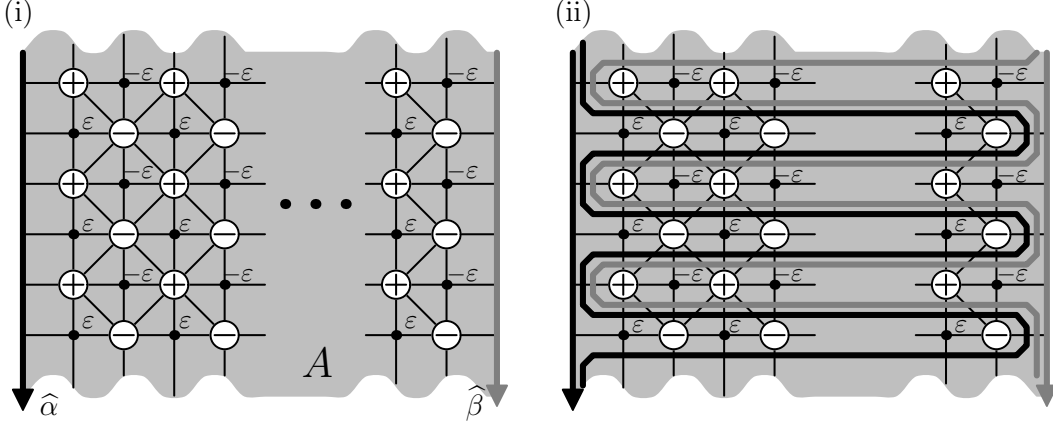 (i) (ii)
+ −ε + −ε + −ε + −ε + −ε + −ε
ε − ε − − ε − ε − −
+ −ε + −ε + −ε + −ε + −ε + −ε
ε − ε − − ε − ε − −
+ −ε + −ε + −ε + −ε + −ε + −ε
ε − ε − − ε − ε − −
A
α̂ β̂